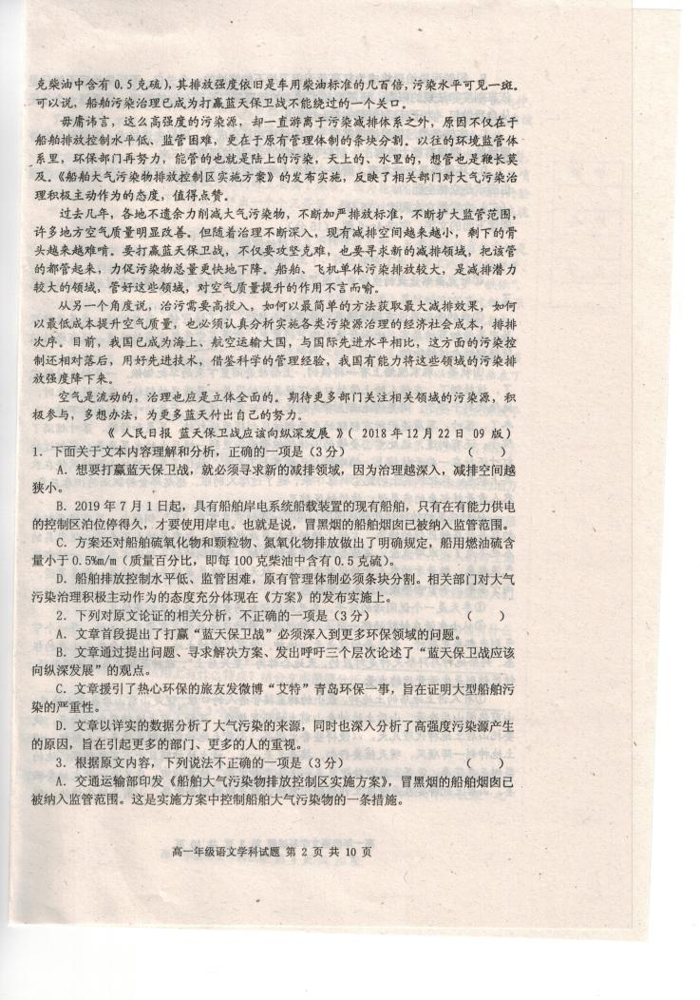 克柴油中含有0.5克硫),其排放强度依旧是车用柴油标准的几百倍,污染水平可见一斑。
可以说,船舶污染治理已成为打赢蓝天保卫战不能绕过的一个关口。
毋庸讳言,这么高强度的污染源,却一直游离于污染减排体系之外,原因不仅在于
船舶排放控制水平低、监管困难,更在于原有管理体制的条块分割。以往的环境监管体
系里,环保部门再努力,能管的也就是陆上的污染,天上的、水里的,想管也是鞭长莫
及。《船舶大气污染物排放控制区实施方案》的发布实施,反映了相关部门对大气污染治
理积极主动作为的态度,值得点赞。
过去几年,各地不遗余力削减大气污染物,不断加严排放标准,不断扩大监管范围,
许多地方空气质量明显改善。但随着治理不断深入,现有减排空间越来越小,剩下的骨
头越来越难啃。要打赢蓝天保卫战,不仅要攻坚克难,也要寻求新的减排领域,把该管
的都管起来,力促污染物总量更快地下降。船舶、飞机单体污染排放较大,是减排潜力
较大的领域,管好这些领域,对空气质量提升的作用不言而喻。
从另一个角度说,治污需要高投入,如何以最简单的方法获取最大减排效果,如何
以最低成本提升空气质量,也必须认真分析实施各类污染源治理的经济社会成本,排排
次序。目前,我国已成为海上、航空运输大国,与国际先进水平相比,这方面的污染控
制还相对落后,用好先进技术,借鉴科学的管理经验,我国有能力将这些领域的污染排
放强度降下来。
空气是流动的,治理也应是立体全面的。期待更多部门关注相关领域的污染源,积
极参与,多想办法,为更多蓝天付出自己的努力。
《人民日报 蓝天保卫战应该向纵深发展》(2018年12月22日 09版)
1.下面关于文本内容理解和分析,正确的一项是(3分) ( )
A.想要打赢蓝天保卫战,就必须寻求新的减排领域,因为治理越深入,减排空间越
狭小。
B.2019年7月1日起,具有船舶岸电系统船载装置的现有船舶,只有在有能力供电
的控制区泊位停得久,才要使用岸电。也就是说,冒黑烟的船舶烟囱已被纳入监管范围。
C.方案还对船舶硫氧化物和颗粒物、氮氧化物排放做出了明确规定,船用燃油硫含
量小于0.5%m/m(质量百分比,即每100克柴油中含有0.5克硫)。
D.船舶排放控制水平低、监管困难,原有管理体制必须条块分割。相关部门对大气
污染治理积极主动作为的态度充分体现在《方案》的发布实施上。
2.下列对原文论证的相关分析,不正确的一项是(3分) ( )
A.文章首段提出了打赢“蓝天保卫战”必须深入到更多环保领域的问题。
B.文章通过提出问题、寻求解决方案、发出呼吁三个层次论述了“蓝天保卫战应该
向纵深发展”的观点。
C.文章援引了热心环保的旅友发微博“艾特”青岛环保一事,旨在证明大型船舶污
染的严重性。
D.文章以详实的数据分析了大气污染的来源,同时也深入分析了高强度污染源产生
的原因,旨在引起更多的部门、更多的人的重视。
3.根据原文内容,下列说法不正确的一项是(3分) ( )
A.交通运输部印发《船舶大气污染物排放控制区实施方案》,冒黑烟的船舶烟囱已
被纳入监管范围。这是实施方案中控制船舶大气污染物的一条措施。
高一年级语文学科试题 第 2 页 共 10 页